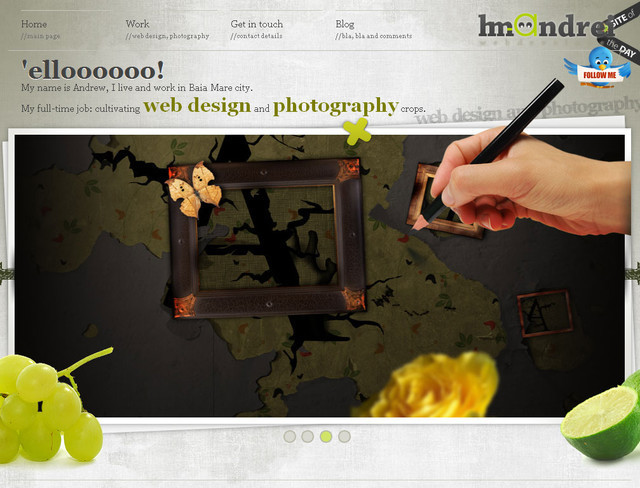 Home
//main page
Work
//web design, photography
Get in touch
//contact details
Blog
//bla, bla and comments
SITE of the DAY
FOLLOW ME
'elloooooo!
My name is Andrew, I live and work in Baia Mare city.
My full-time job: cultivating web design and photography crops.
web design and photography